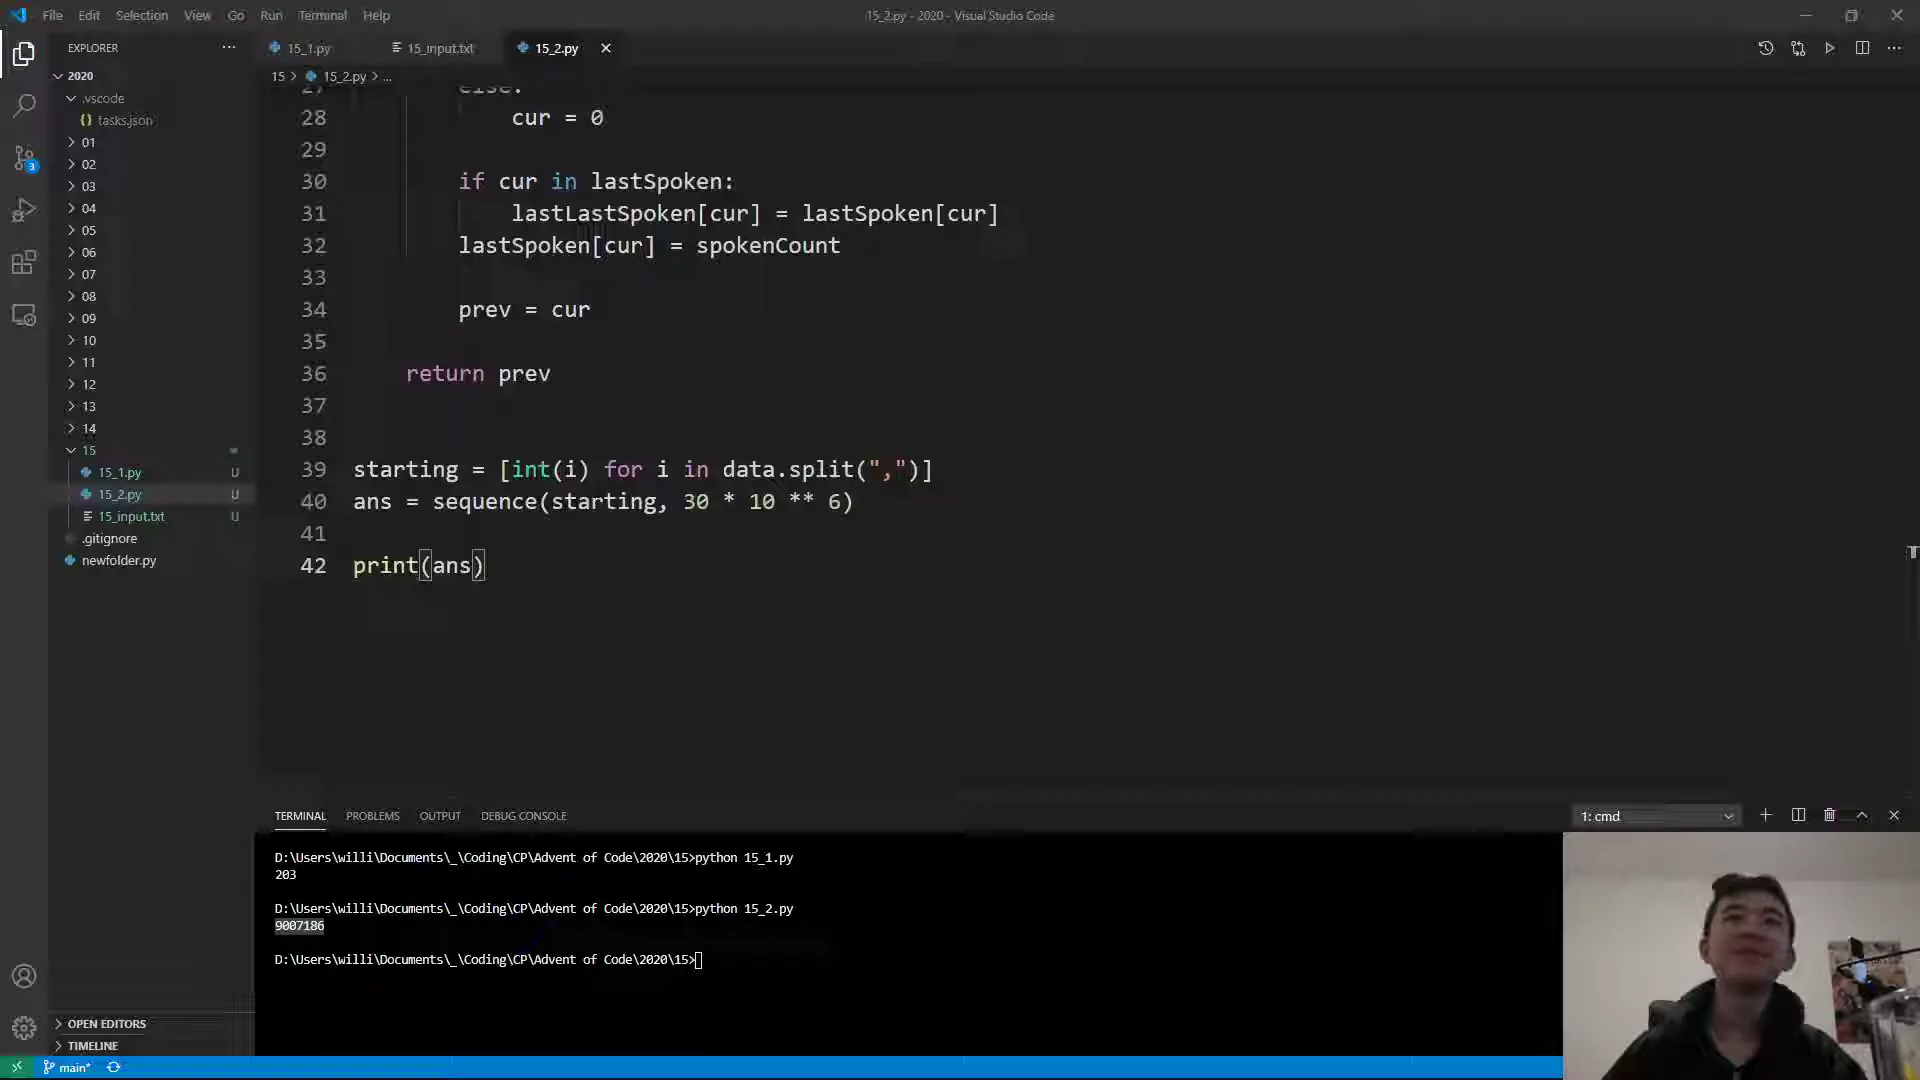 File Edit Selection View Go Run Terminal Help
15_2.py - 2020 - Visual Studio Code
EXPLORER
15_1.py
15_input.txt
15_2.py
15 > 15_2.py > ...
2020
.vscode
tasks.json
01
02
03
04
05
06
07
08
09
10
11
12
13
14
15
15_1.py U
15_2.py U
15_input.txt U
.gitignore
newfolder.py
3
27 else:
28 cur = 0
29
30 if cur in lastSpoken:
31 lastLastSpoken[cur] = lastSpoken[cur]
32 lastSpoken[cur] = spokenCount
33
34 prev = cur
35
36 return prev
37
38
39 starting = [int(i) for i in data.split(",")]
40 ans = sequence(starting, 30 * 10 ** 6)
41
42 print(ans)
TERMINAL PROBLEMS OUTPUT DEBUG CONSOLE
1: cmd
D:\Users\willi\Documents\_\Coding\CP\Advent of Code\2020\15>python 15_1.py
203
D:\Users\willi\Documents\_\Coding\CP\Advent of Code\2020\15>python 15_2.py
9007186
D:\Users\willi\Documents\_\Coding\CP\Advent of Code\2020\15>
OPEN EDITORS
TIMELINE
main*